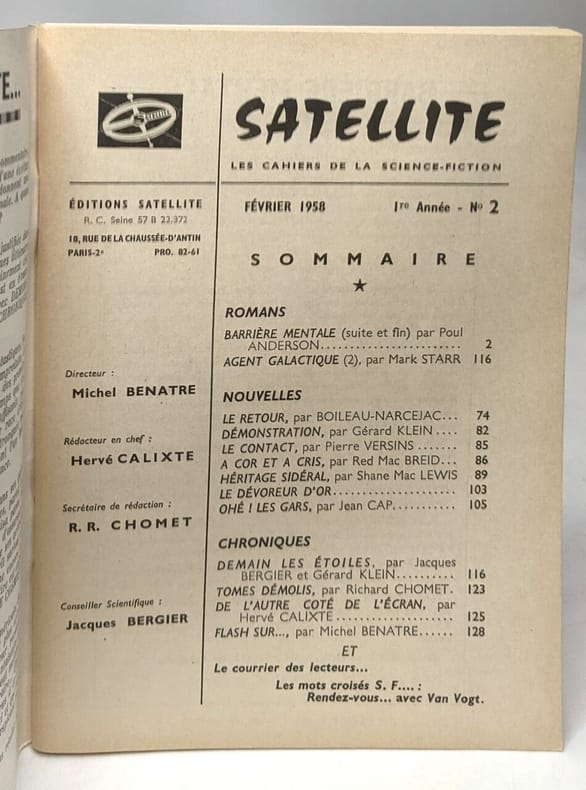 SATELLITE
SATELLITE
LES CAHIERS DE LA SCIENCE-FICTION
ÉDITIONS SATELLITE
R. C. Seine 57 B 22.372
18, RUE DE LA CHAUSSÉE-D'ANTIN
PARIS-2e PRO. 82-61
Directeur :
Michel BENATRE
Rédacteur en chef :
Hervé CALIXTE
Secrétaire de rédaction :
R. R. CHOMET
Conseiller Scientifique :
Jacques BERGIER
FÉVRIER 1958 1re Année - No 2
SOMMAIRE
ROMANS
BARRIÈRE MENTALE (suite et fin) par Poul
ANDERSON........................ 2
AGENT GALACTIQUE (2), par Mark STARR 116
NOUVELLES
LE RETOUR, par BOILEAU-NARCEJAC... 74
DÉMONSTRATION, par Gérard KLEIN .... 82
LE CONTACT, par Pierre VERSINS ....... 85
A COR ET A CRIS, par Red Mac BREID... 86
HÉRITAGE SIDÉRAL, par Shane Mac LEWIS 89
LE DÉVOREUR D'OR..................... 103
OHÉ ! LES GARS, par Jean CAP........... 105
CHRONIQUES
DEMAIN LES ÉTOILES, par Jacques
BERGIER et Gérard KLEIN.......... 116
TOMES DÉMOLIS, par Richard CHOMET. 123
DE L'AUTRE COTÉ DE L'ÉCRAN, par
Hervé CALIXTE .................... 125
FLASH SUR..., par Michel BENATRE...... 128
ET
Le courrier des lecteurs...
Les mots croisés S. F.... :
Rendez-vous... avec Van Vogt.